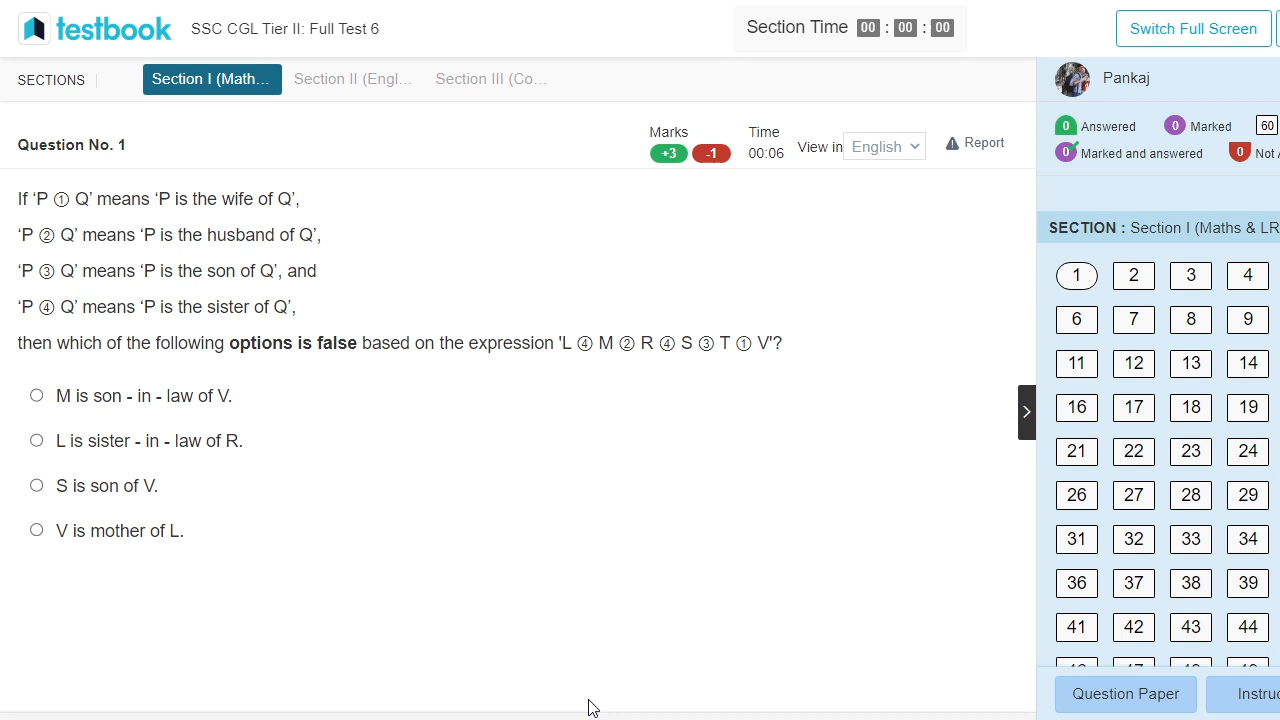 testbook
SSC CGL Tier II: Full Test 6
Section Time 00 : 00 : 00
Switch Full Screen
SECTIONS
Section I (Math...
Section II (Engl...
Section III (Co...
Pankaj
Question No. 1
Marks
+3 -1
Time
00:06
View in English
Report
0 Answered
0 Marked
60
0 Marked and answered
0 Not
If ‘P ① Q’ means ‘P is the wife of Q’,
‘P ② Q’ means ‘P is the husband of Q’,
‘P ③ Q’ means ‘P is the son of Q’, and
‘P ④ Q’ means ‘P is the sister of Q’,
then which of the following options is false based on the expression 'L ④ M ② R ④ S ③ T ① V'?
M is son - in - law of V.
L is sister - in - law of R.
S is son of V.
V is mother of L.
SECTION : Section I (Maths & LR
1 2 3 4
6 7 8 9
11 12 13 14
16 17 18 19
21 22 23 24
26 27 28 29
31 32 33 34
36 37 38 39
41 42 43 44
Question Paper
Instruc